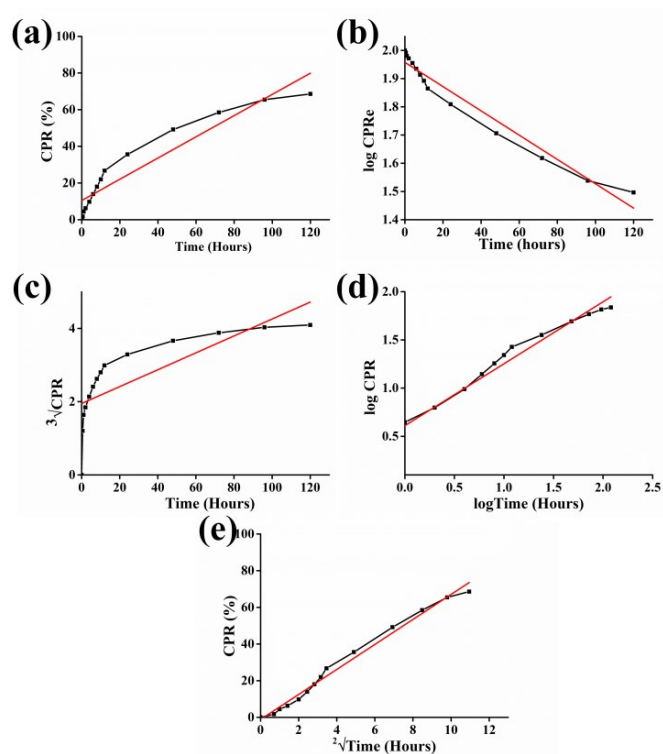 (a)
100
80
60
40
20
0
CPR (%)
0 20 40 60 80 100 120
Time (Hours)
(b)
2.0
1.9
1.8
1.7
1.6
1.5
1.4
log CPRe
0 20 40 60 80 100 120
Time (hours)
(c)
4
2
0
3√CPR
0 20 40 60 80 100 120
Time (Hours)
(d)
2.0
1.5
1.0
0.5
log CPR
0.0 0.5 1.0 1.5 2.0 2.5
logTime (Hours)
(e)
100
80
60
40
20
0
CPR (%)
0 2 4 6 8 10 12
²√Time (Hours)